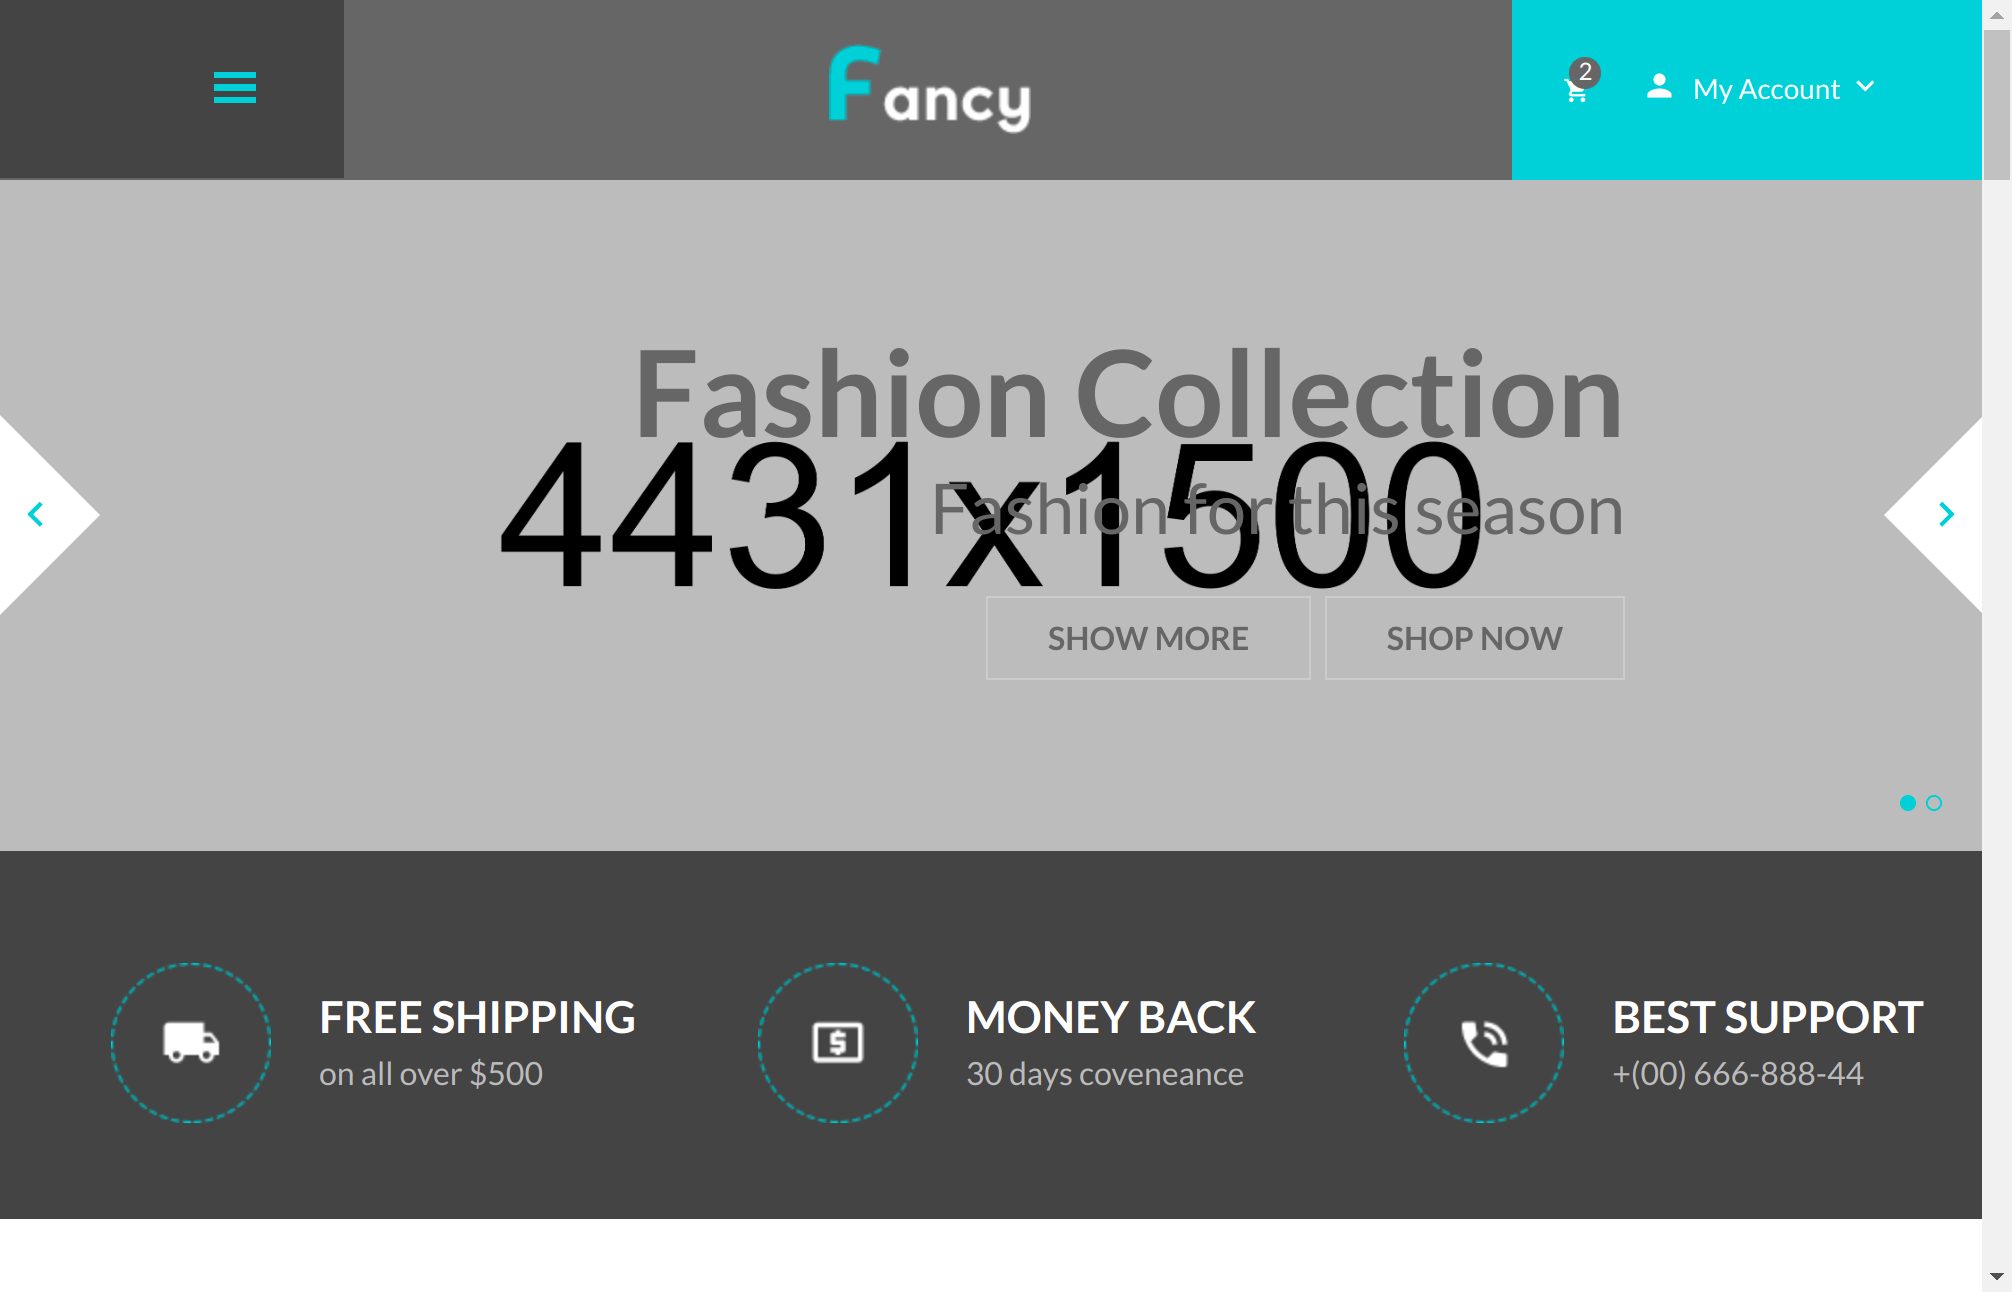 Fancy
2
My Account
Fashion Collection
4431x1500
Fashion for this season
SHOW MORE
SHOP NOW
FREE SHIPPING
on all over $500
MONEY BACK
30 days coveneance
BEST SUPPORT
+(00) 666-888-44